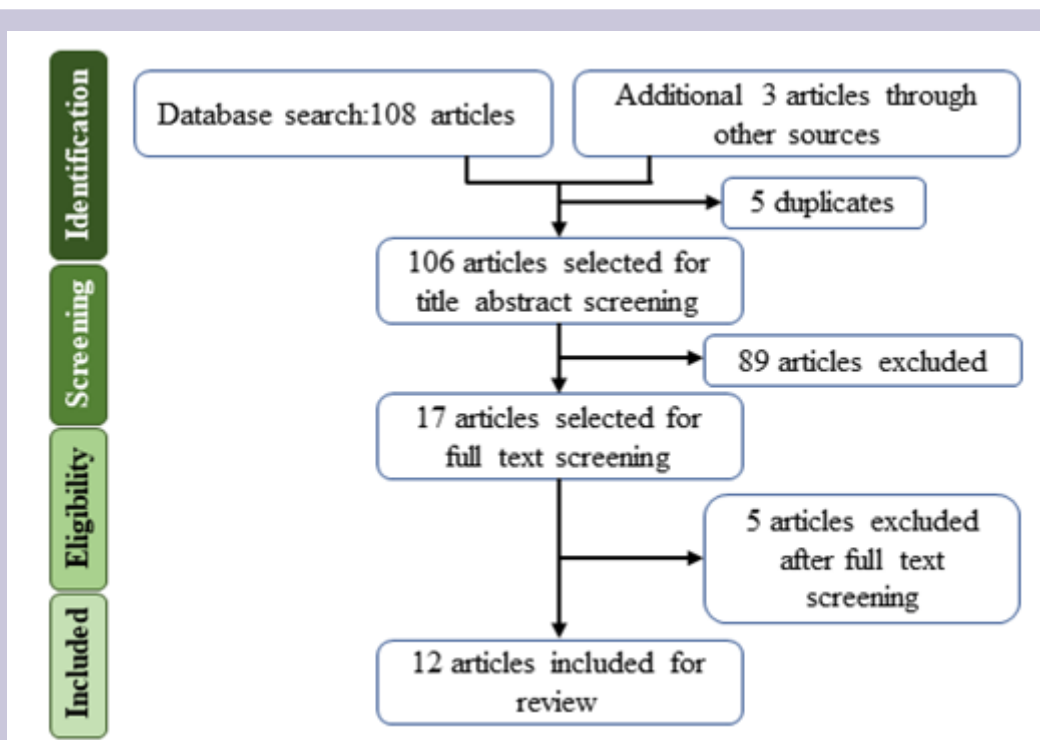 Identification
Database search:108 articles
Additional 3 articles through
other sources
5 duplicates
106 articles selected for
title abstract screening
Screening
89 articles excluded
17 articles selected for
full text screening
Eligibility
5 articles excluded
after full text
screening
Included
12 articles included for
review